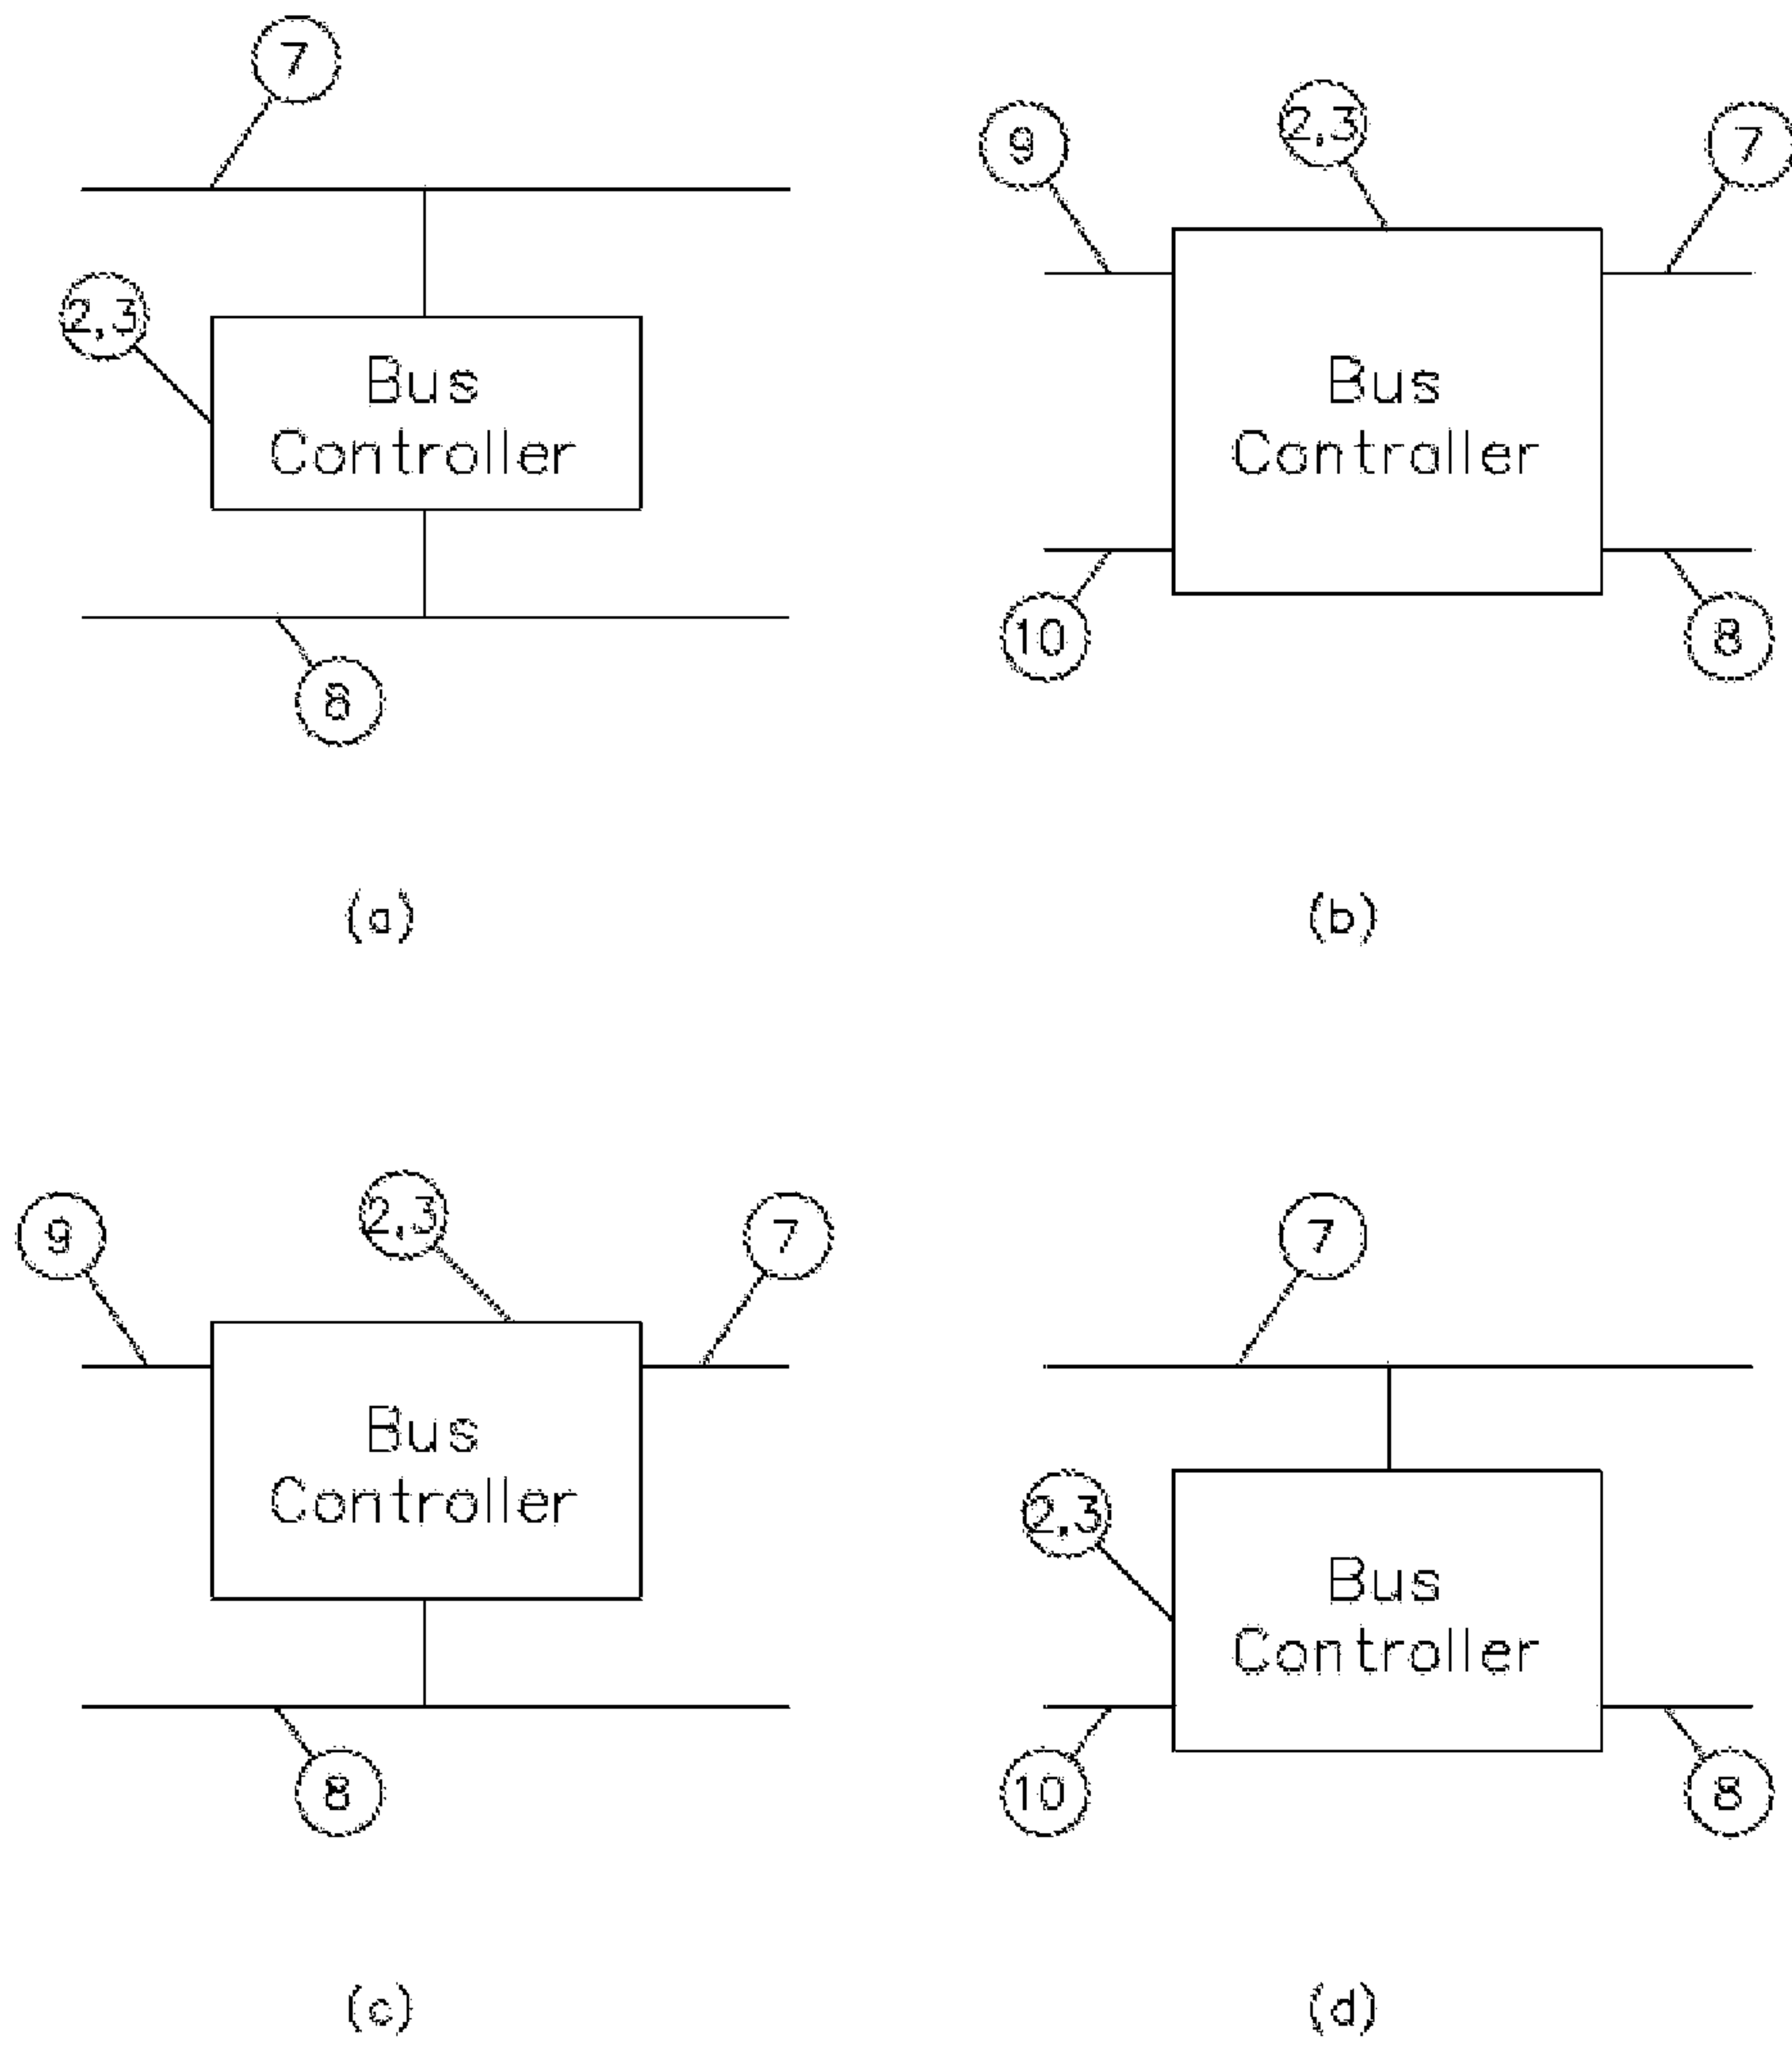 7
2,3
Bus
Controller
8
(a)
9
2,3
7
Bus
Controller
10
8
(b)
9
2,3
7
Bus
Controller
8
(c)
7
2,3
Bus
Controller
10
8
(d)